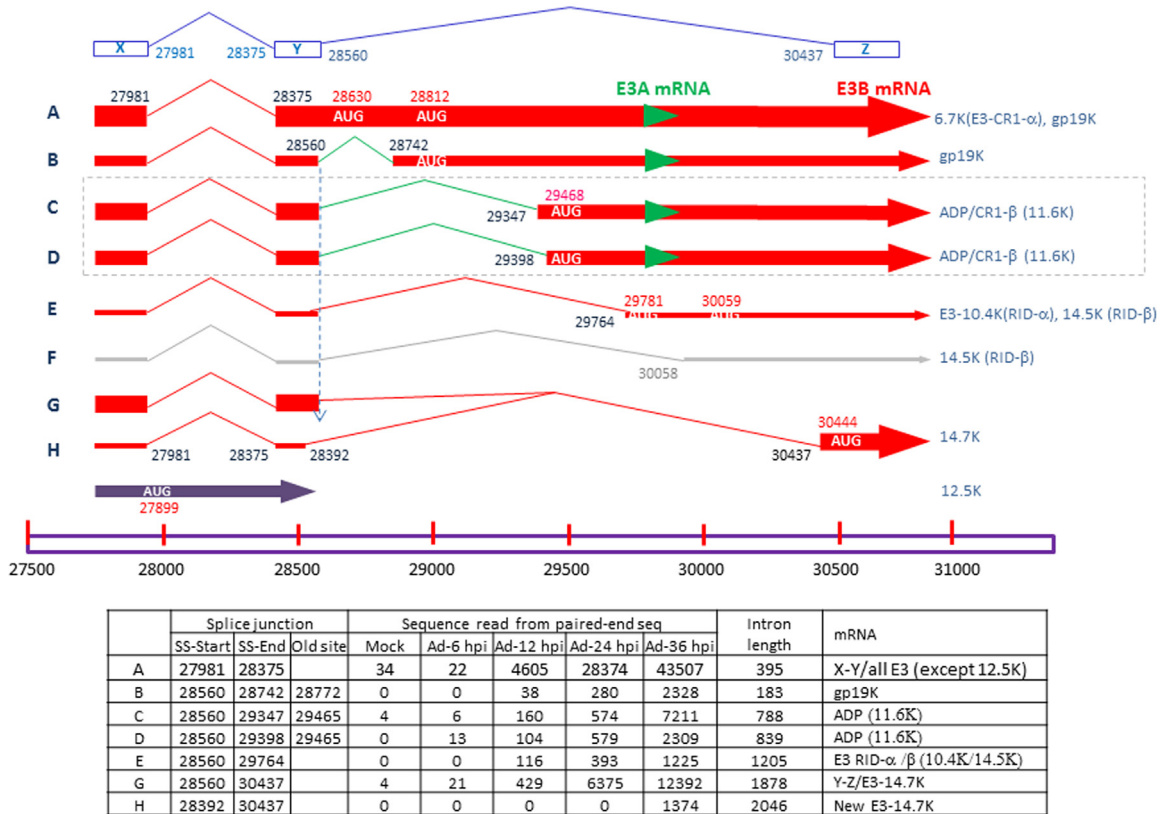 X 27981 28375 Y 28560 30437 Z
27981 28375 28630 28812 E3A mRNA E3B mRNA
A AUG AUG 6.7K(E3-CR1-α), gp19K
28560 28742
B AUG gp19K
29468
C 29347 AUG ADP/CR1-β (11.6K)
D 29398 AUG ADP/CR1-β (11.6K)
29781 30059
E 29764 AUG AUG E3-10.4K(RID-α), 14.5K (RID-β)
F 30058 14.5K (RID-β)
G
30444
H 27981 28375 28392 30437 AUG 14.7K
AUG 12.5K
27899
27500 28000 28500 29000 29500 30000 30500 31000
Splice junction Sequence read from paired-end seq Intron length mRNA
SS-Start SS-End Old site Mock Ad-6 hpi Ad-12 hpi Ad-24 hpi Ad-36 hpi
A 27981 28375 34 22 4605 28374 43507 395 X-Y/all E3 (except 12.5K)
B 28560 28742 28772 0 0 38 280 2328 183 gp19K
C 28560 29347 29465 4 6 160 574 7211 788 ADP (11.6K)
D 28560 29398 29465 0 13 104 579 2309 839 ADP (11.6K)
E 28560 29764 0 0 116 393 1225 1205 E3 RID-α /β (10.4K/14.5K)
G 28560 30437 4 21 429 6375 12392 1878 Y-Z/E3-14.7K
H 28392 30437 0 0 0 0 1374 2046 New E3-14.7K